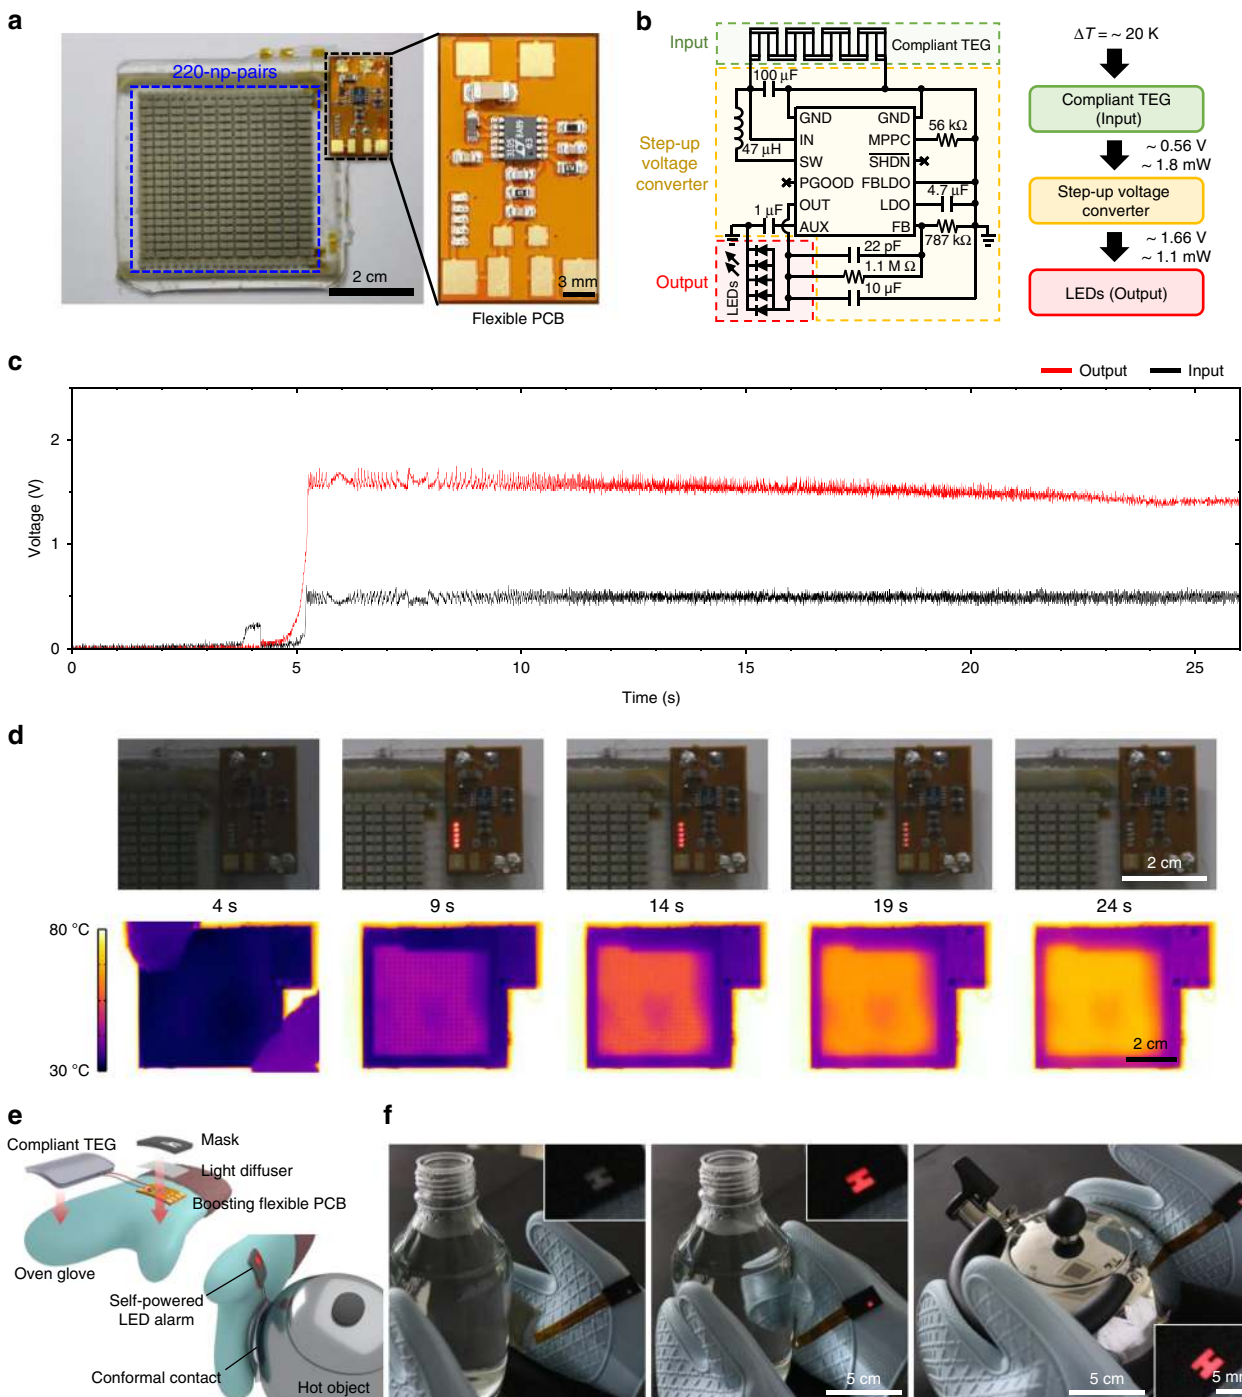 a
220-np-pairs
2 cm
3 mm
Flexible PCB
b
Input
Compliant TEG
100 µF
47 µH
Step-up
voltage
converter
GND
GND
IN
MPPC
56 kΩ
SW
SHDN
PGOOD
FBLDO
OUT
LDO
4.7 µF
AUX
FB
1 µF
787 kΩ
22 pF
1.1 M Ω
10 µF
Output
LEDs
ΔT = ~ 20 K
Compliant TEG
(Input)
~ 0.56 V
~ 1.8 mW
Step-up voltage
converter
~ 1.66 V
~ 1.1 mW
LEDs (Output)
c
Output
Input
Voltage (V)
2
1
0
0
5
10
15
20
25
Time (s)
d
2 cm
4 s
9 s
14 s
19 s
24 s
80 °C
30 °C
2 cm
e
Compliant TEG
Mask
Light diffuser
Boosting flexible PCB
Oven glove
Self-powered
LED alarm
Conformal contact
Hot object
f
H
H
5 cm
5 cm
H
5 mm